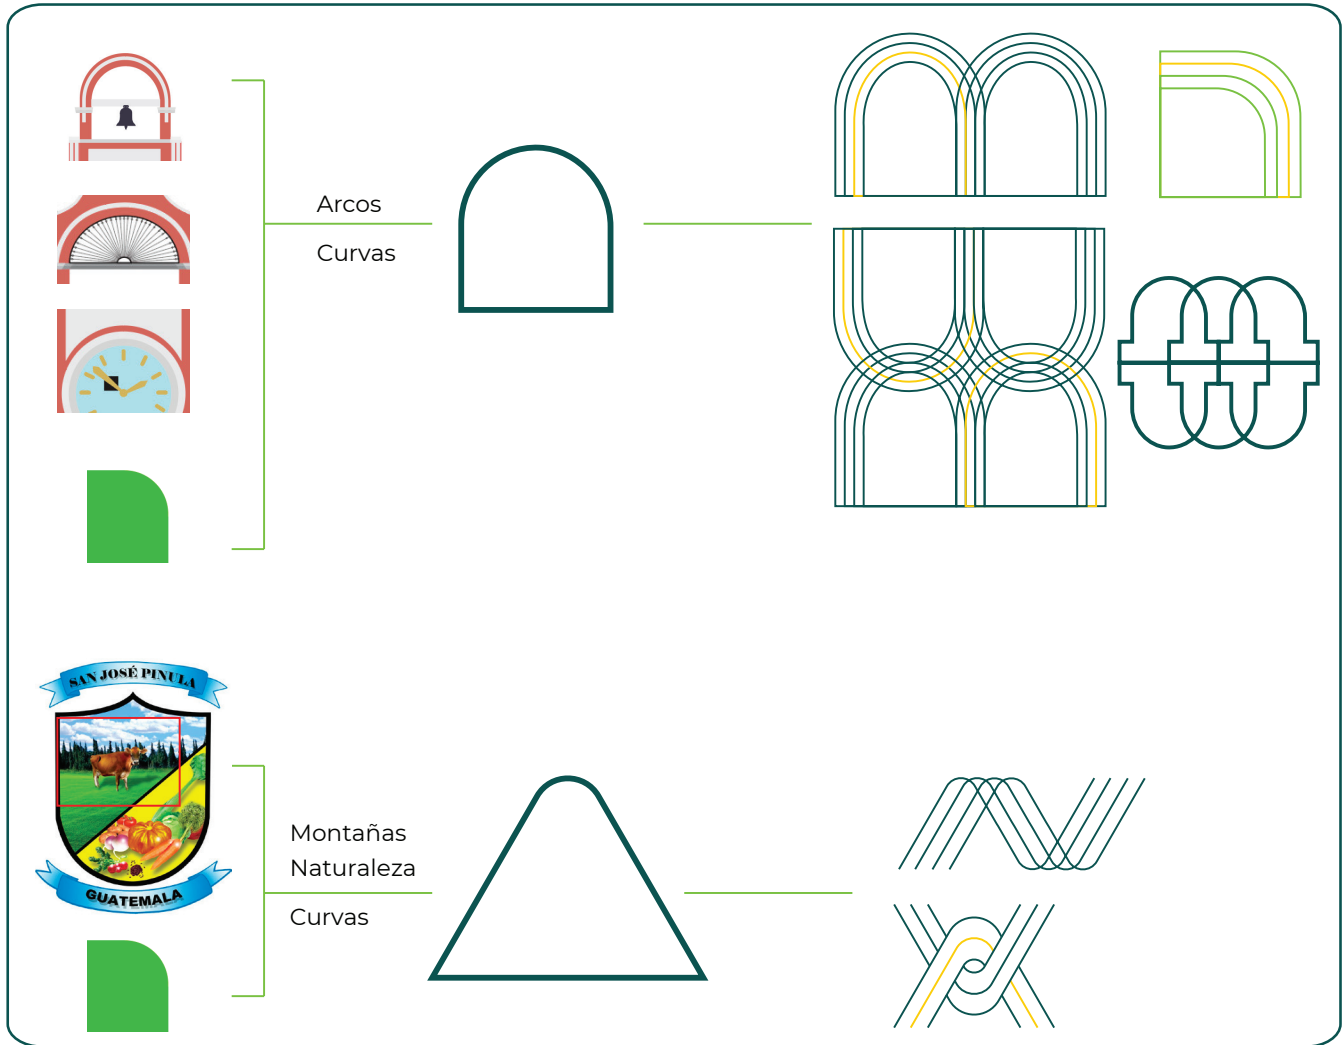 Arcos
Curvas
SAN JOSÉ PINULA
GUATEMALA
Montañas
Naturaleza
Curvas